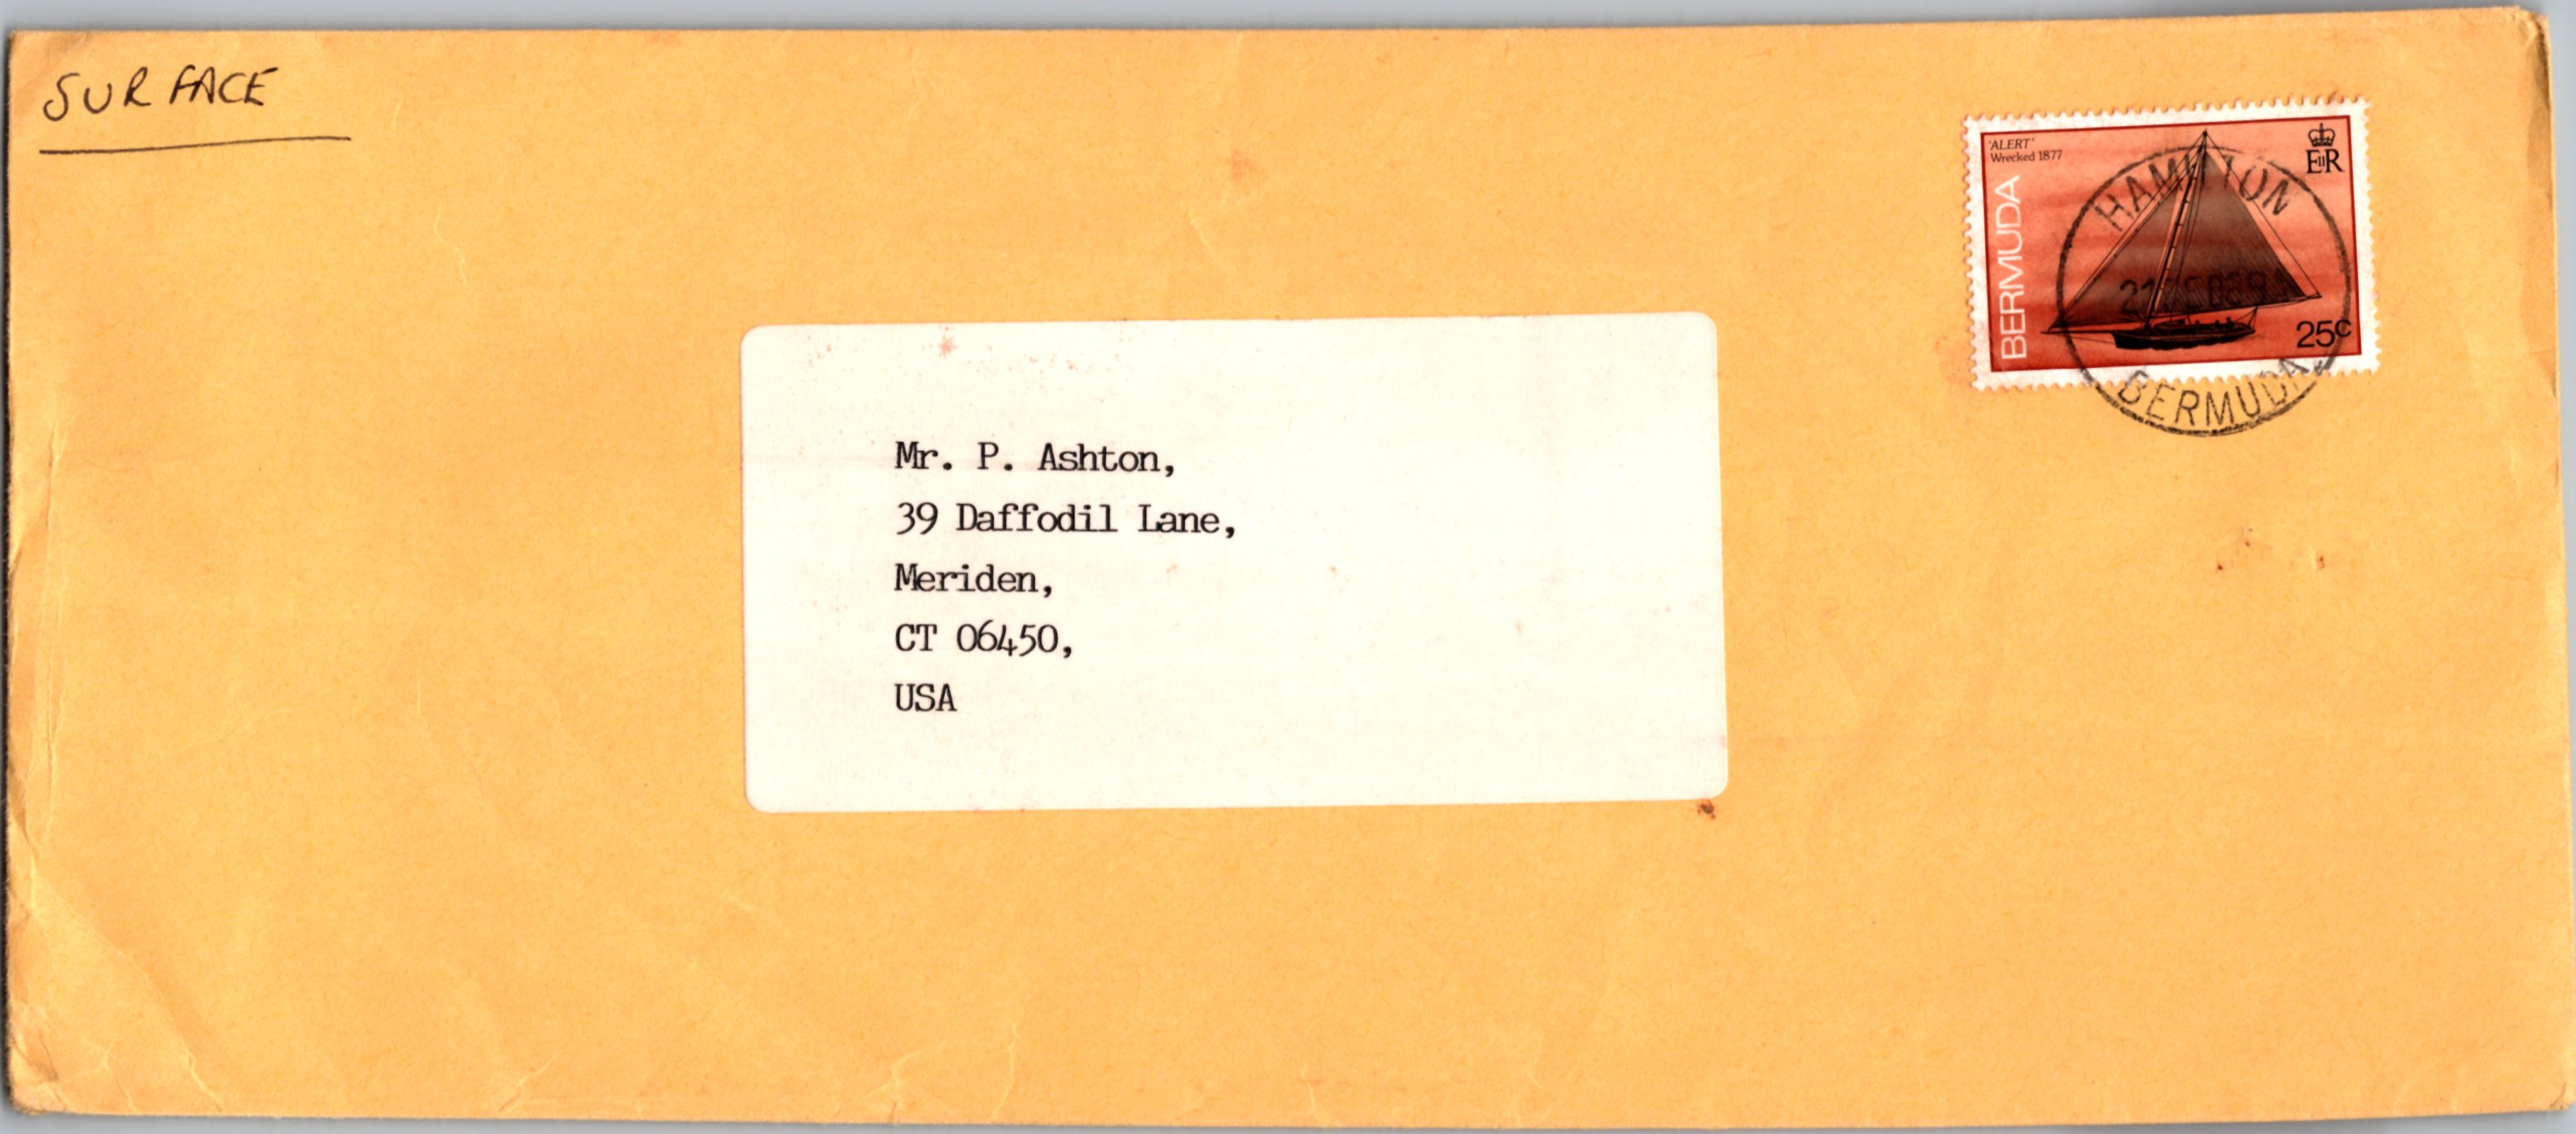 SURFACE
'ALERT'
Wrecked 1877
EIIR
BERMUDA
25c
HAMILTON
BERMUDA
Mr. P. Ashton,
39 Daffodil Lane,
Meriden,
CT 06450,
USA